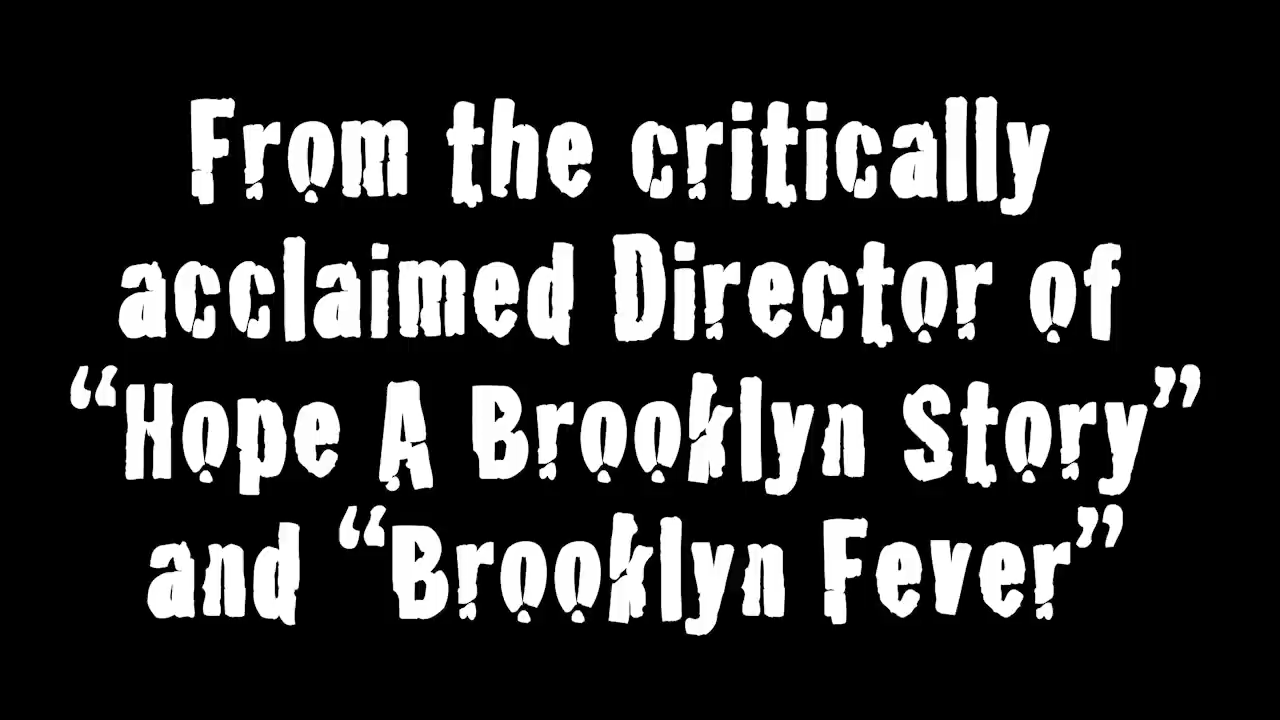 From the critically
acclaimed Director of
“Hope A Brooklyn Story”
and “Brooklyn Fever”